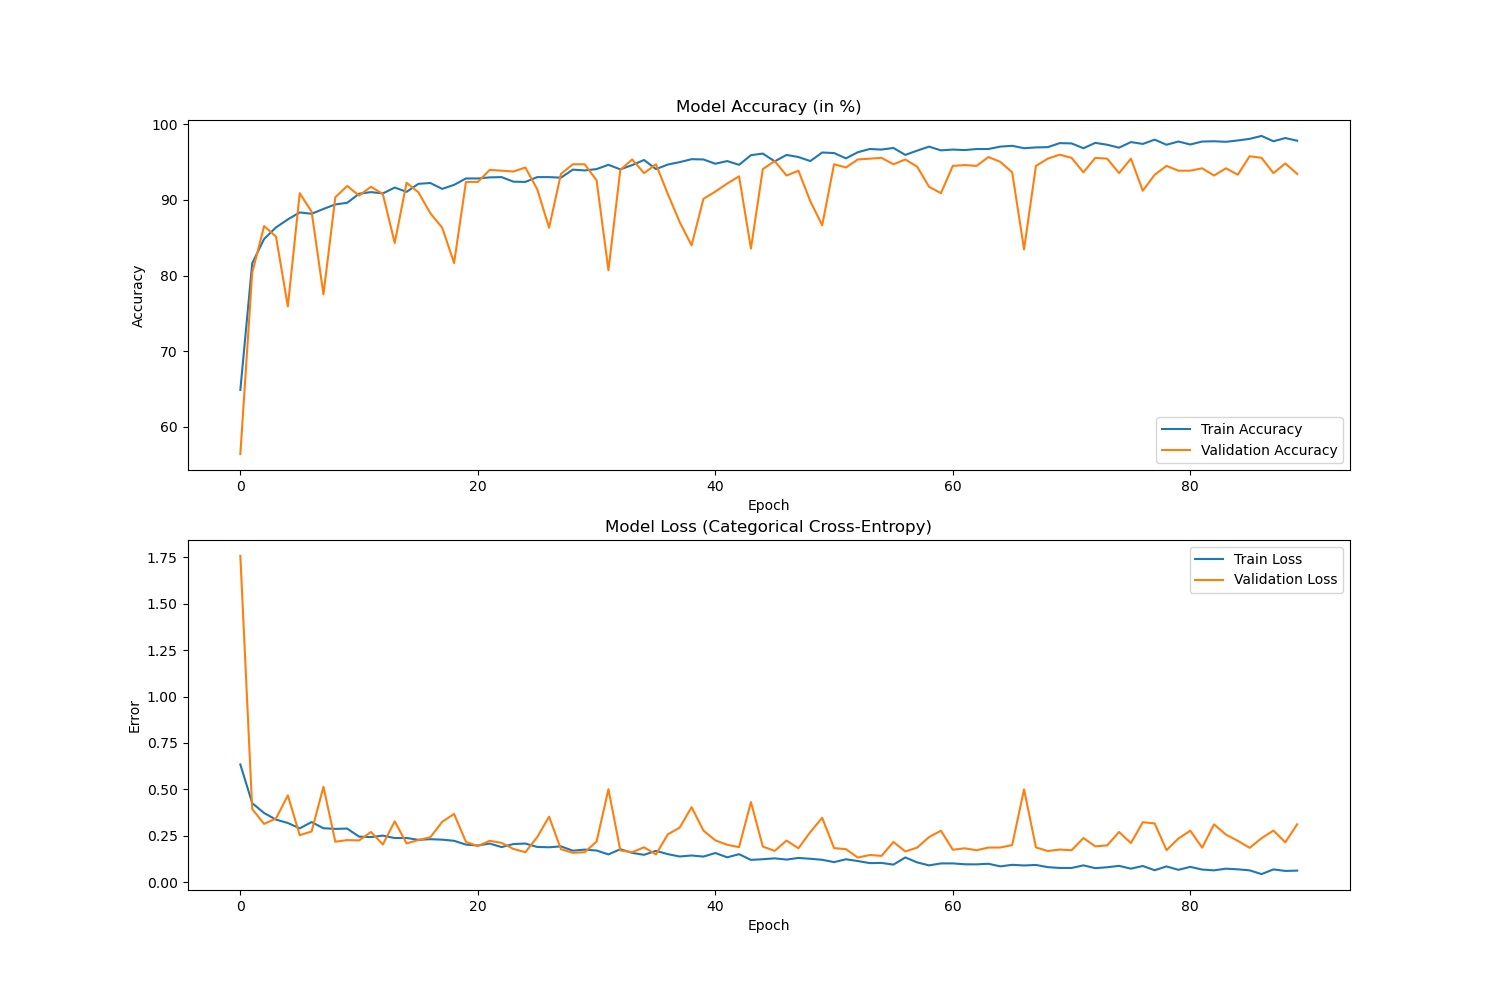 Model Accuracy (in %)
100
90
80
70
60
Accuracy
Train Accuracy
Validation Accuracy
0 20 40 60 80
Epoch
Model Loss (Categorical Cross-Entropy)
1.75
1.50
1.25
1.00
0.75
0.50
0.25
0.00
Error
Train Loss
Validation Loss
0 20 40 60 80
Epoch